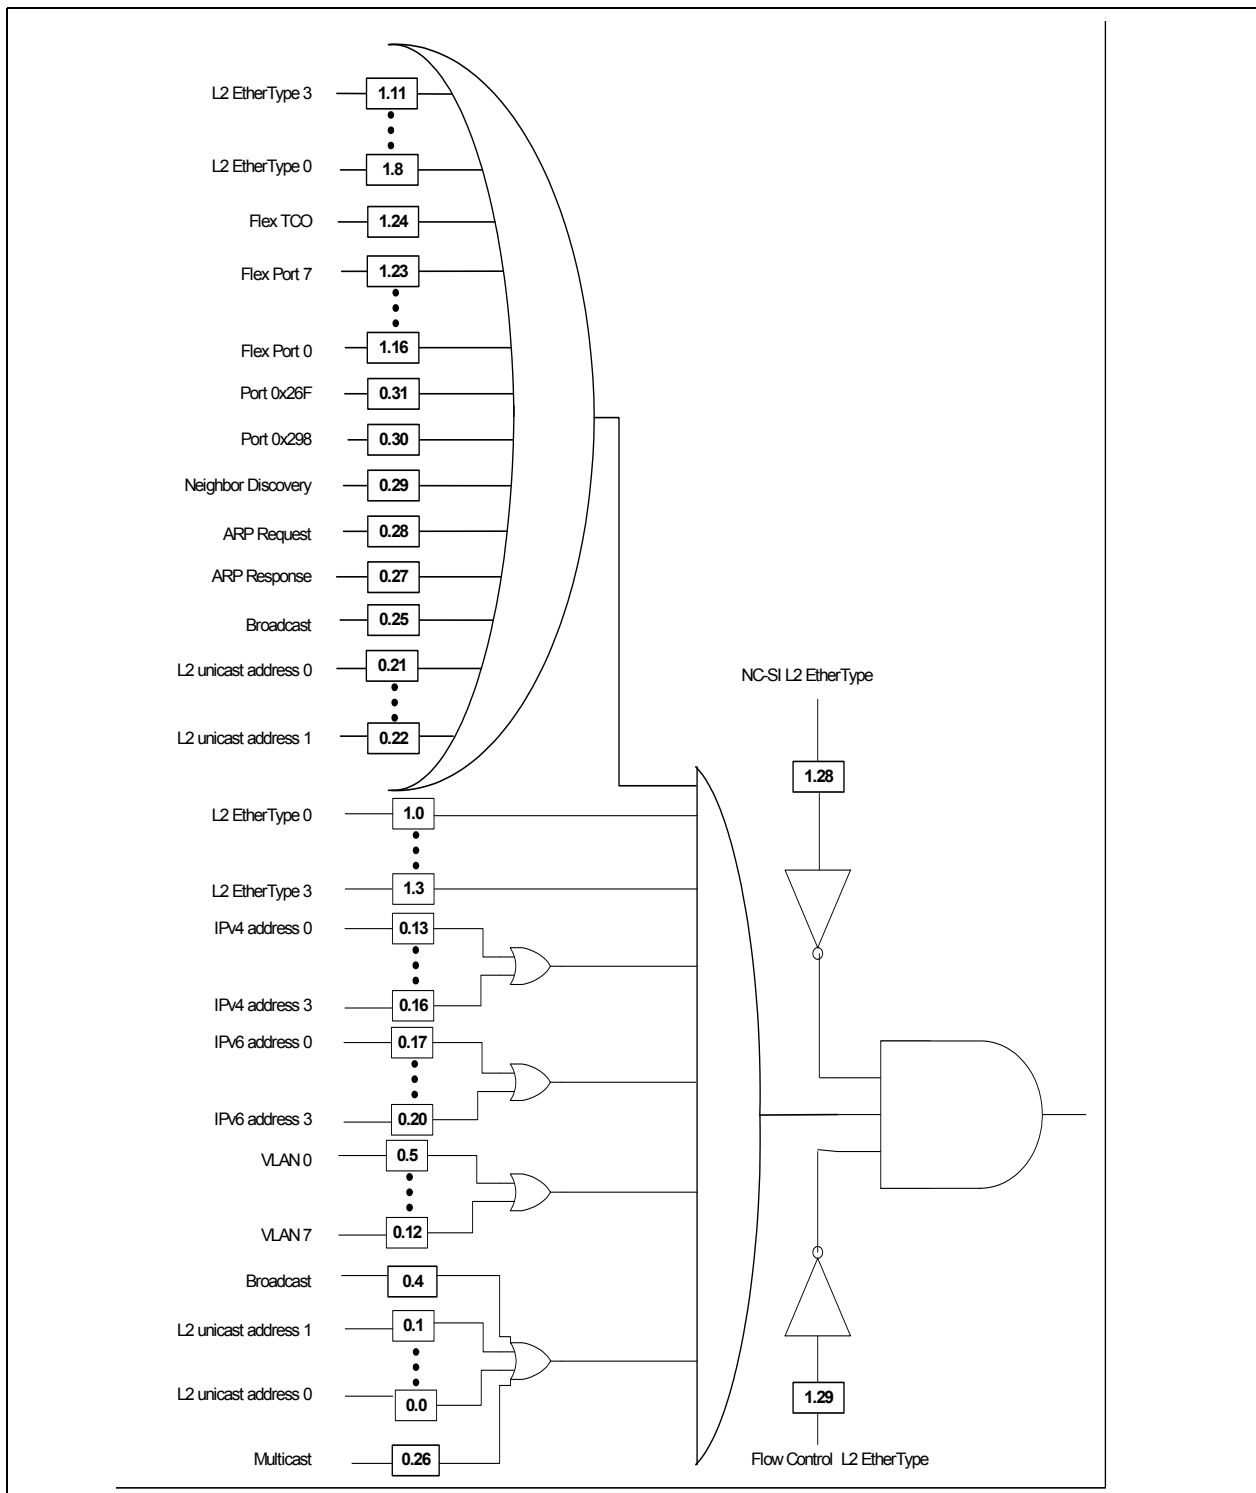 L2 EtherType 3 1.11
L2 EtherType 0 1.8
Flex TCO 1.24
Flex Port 7 1.23
Flex Port 0 1.16
Port 0x26F 0.31
Port 0x298 0.30
Neighbor Discovery 0.29
ARP Request 0.28
ARP Response 0.27
Broadcast 0.25
L2 unicast address 0 0.21
L2 unicast address 1 0.22
NC-SI L2 EtherType
1.28
L2 EtherType 0 1.0
L2 EtherType 3 1.3
IPv4 address 0 0.13
IPv4 address 3 0.16
IPv6 address 0 0.17
IPv6 address 3 0.20
VLAN 0 0.5
VLAN 7 0.12
Broadcast 0.4
L2 unicast address 1 0.1
L2 unicast address 0 0.0
Multicast 0.26
1.29
Flow Control L2 EtherType